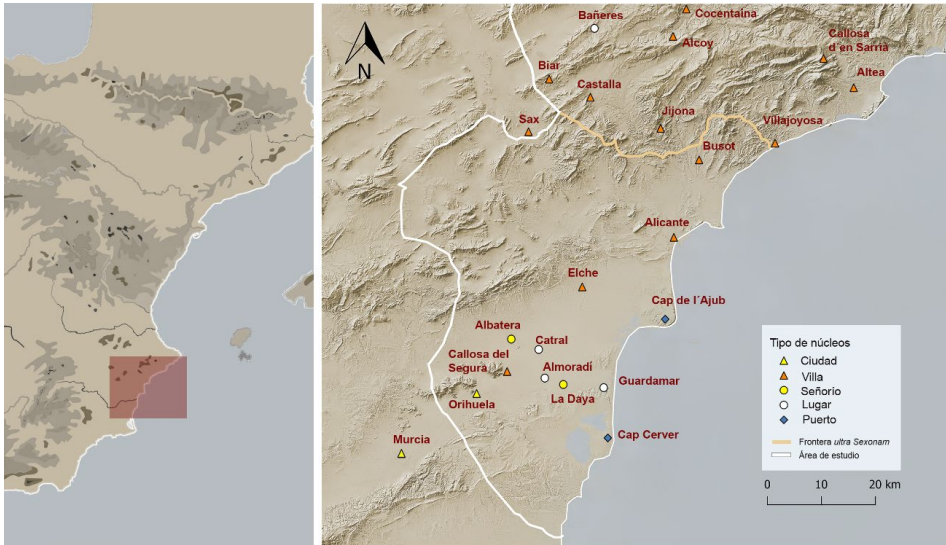 Cocentaina
Bañeres
Alcoy
Callosa
d´en Sarrià
Biar
Altea
Castalla
N
Sax
Jijona
Villajoyosa
Busot
Alicante
Elche
Cap de l´Ajub
Albatera
Catral
Callosa del
Segura
Almoradí
Guardamar
La Daya
Orihuela
Murcia
Cap Cerver
Tipo de núcleos
Ciudad
Villa
Señorío
Lugar
Puerto
Frontera ultra Sexonam
Área de estudio
0 10 20 km